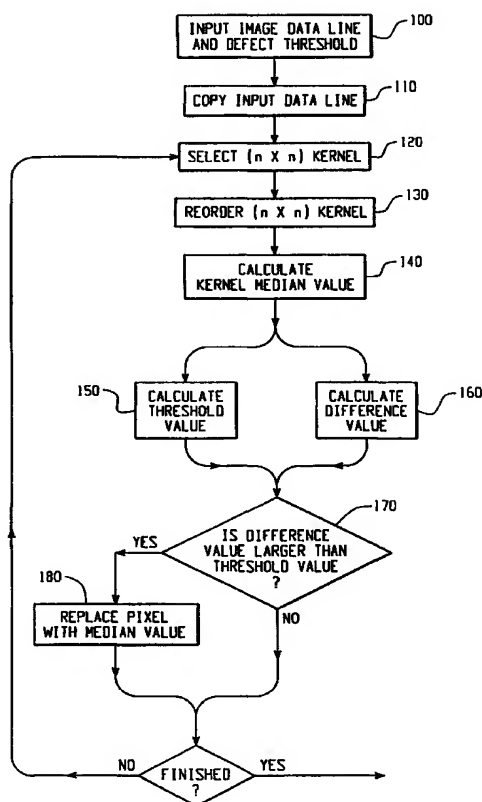 INPUT IMAGE DATA LINE
AND DEFECT THRESHOLD
100
COPY INPUT DATA LINE
110
SELECT (n X n) KERNEL
120
REORDER (n X n) KERNEL
130
CALCULATE
KERNEL MEDIAN VALUE
140
150
CALCULATE
THRESHOLD
VALUE
CALCULATE
DIFFERENCE
VALUE
160
170
IS DIFFERENCE
VALUE LARGER THAN
THRESHOLD VALUE
?
YES
NO
180
REPLACE PIXEL
WITH MEDIAN VALUE
NO
FINISHED
?
YES